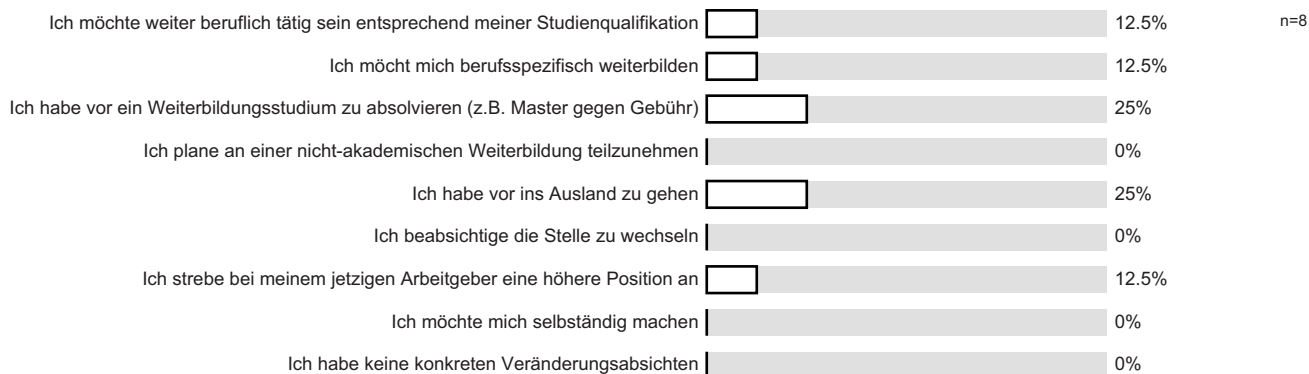 Ich möchte weiter beruflich tätig sein entsprechend meiner Studienqualifikation 12.5% n=8
Ich möcht mich berufsspezifisch weiterbilden 12.5%
Ich habe vor ein Weiterbildungsstudium zu absolvieren (z.B. Master gegen Gebühr) 25%
Ich plane an einer nicht-akademischen Weiterbildung teilzunehmen 0%
Ich habe vor ins Ausland zu gehen 25%
Ich beabsichtige die Stelle zu wechseln 0%
Ich strebe bei meinem jetzigen Arbeitgeber eine höhere Position an 12.5%
Ich möchte mich selbständig machen 0%
Ich habe keine konkreten Veränderungsabsichten 0%